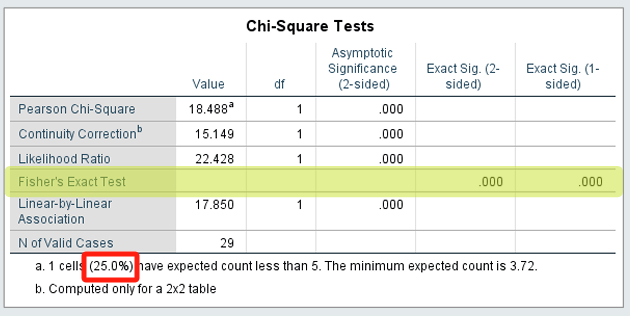 Chi-Square Tests
Value df Asymptotic Significance (2-sided) Exact Sig. (2-sided) Exact Sig. (1-sided)
Pearson Chi-Square 18.488a 1 .000
Continuity Correctionb 15.149 1 .000
Likelihood Ratio 22.428 1 .000
Fisher's Exact Test .000 .000
Linear-by-Linear Association 17.850 1 .000
N of Valid Cases 29
a. 1 cells (25.0%) have expected count less than 5. The minimum expected count is 3.72.
b. Computed only for a 2x2 table